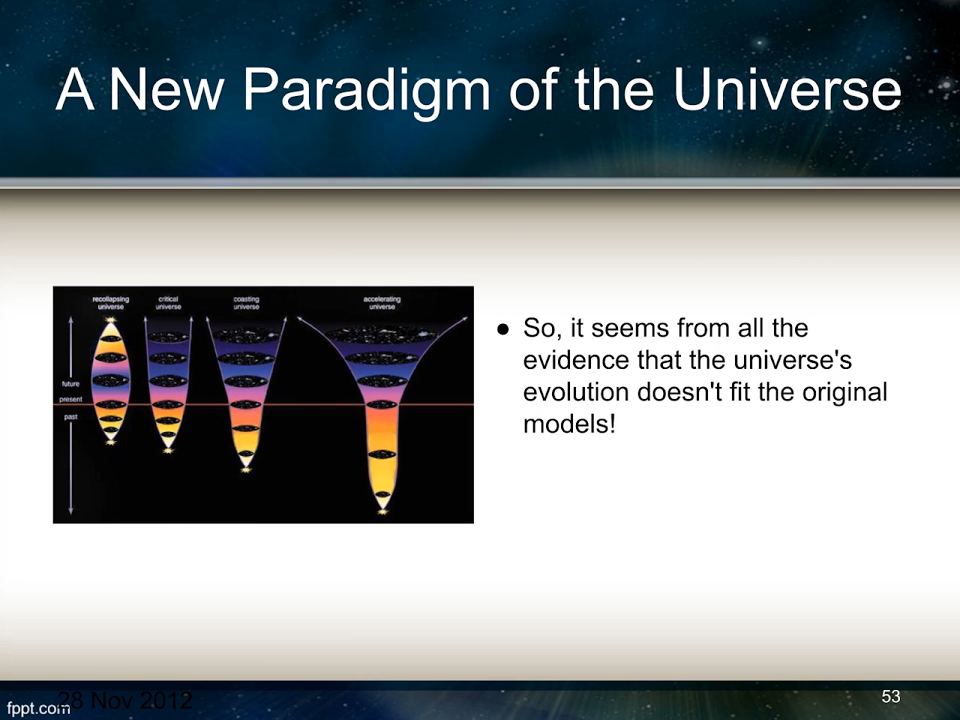 A New Paradigm of the Universe
recollapsing
universe
critical
universe
coasting
universe
accelerating
universe
future
present
past
● So, it seems from all the
evidence that the universe's
evolution doesn't fit the original
models!
28 Nov 2012
fppt.com
53